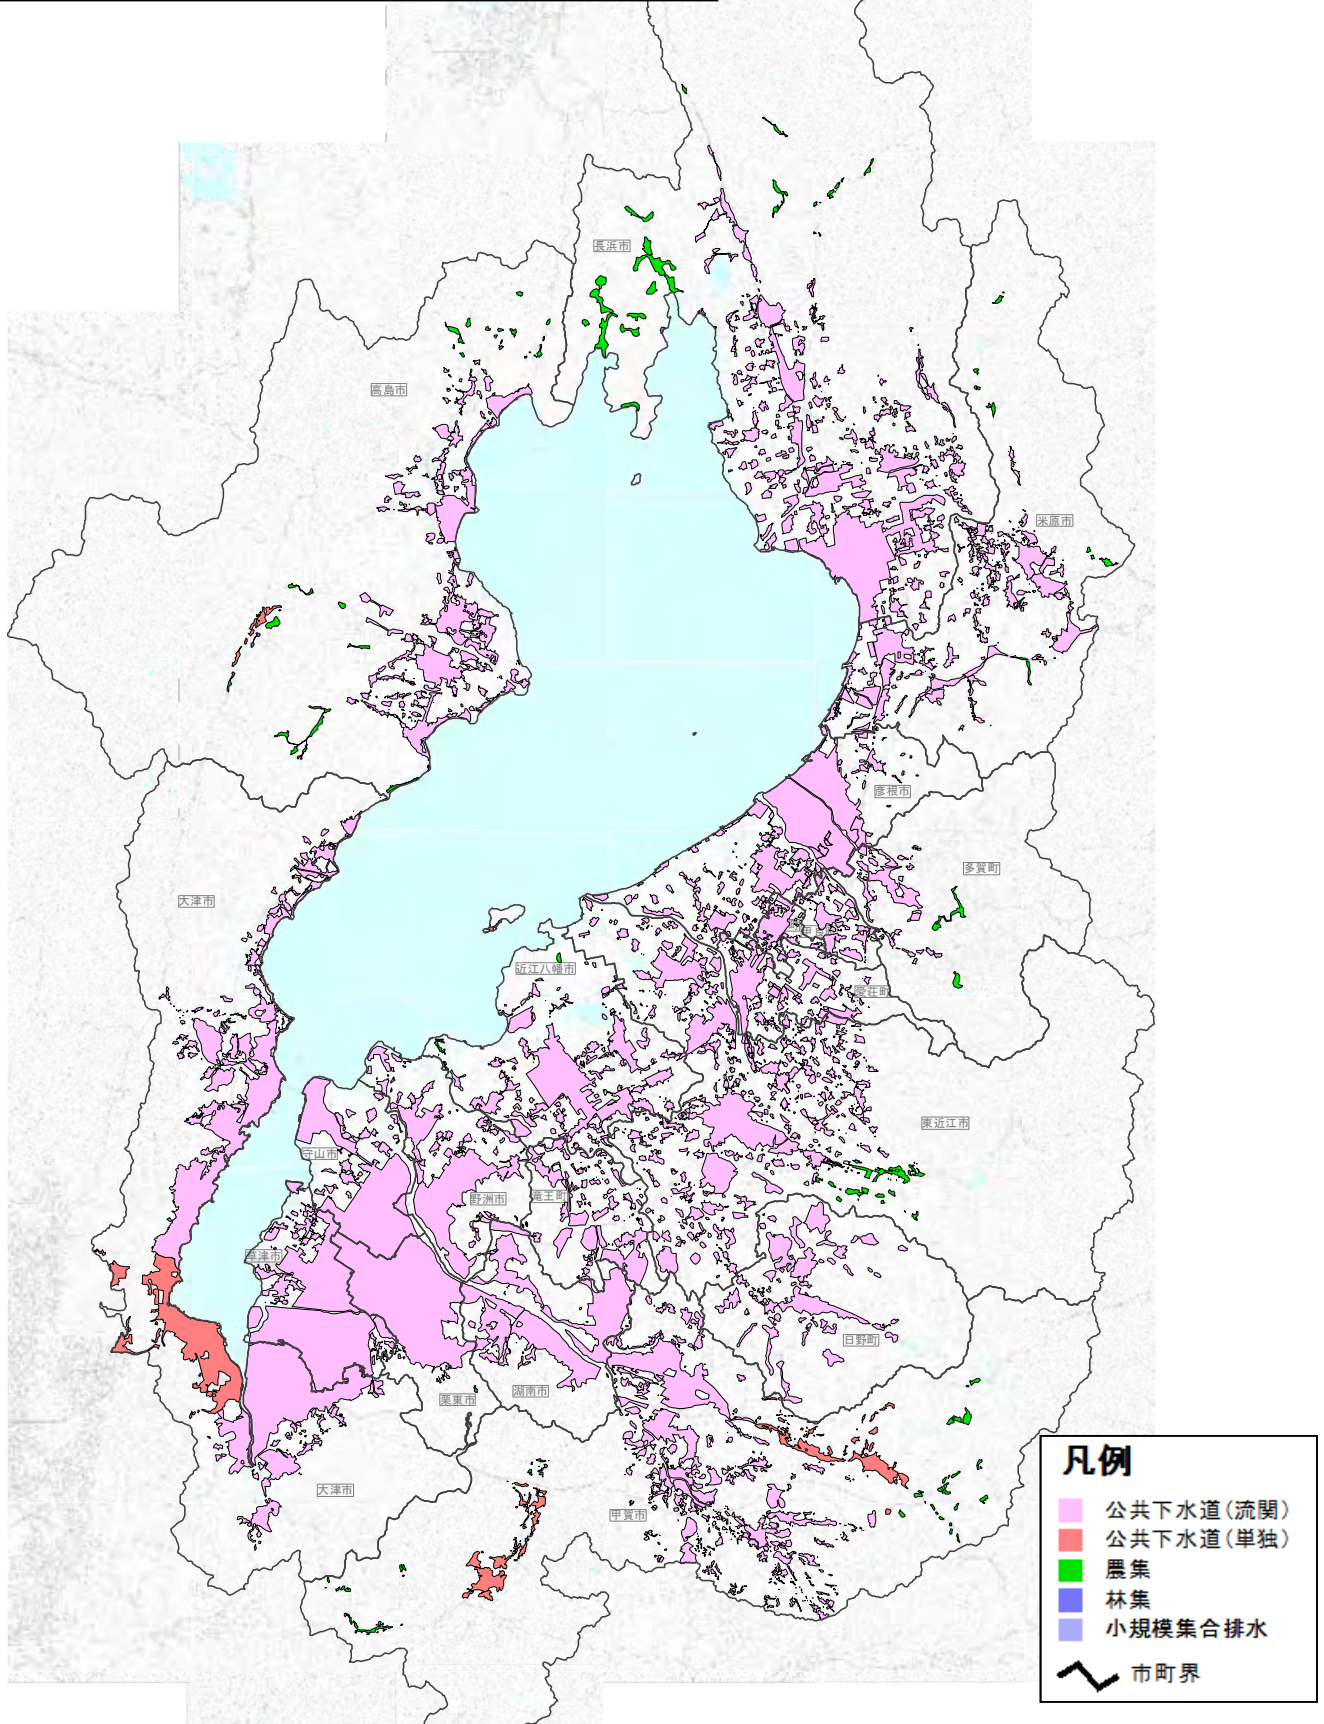 長浜市
高島市
米原市
彦根市
多賀町
大津市
近江八幡市
愛荘町
東近江市
守山市
野洲市
竜王町
草津市
日野町
湖南市
栗東市
大津市
甲賀市
凡例
公共下水道(流関)
公共下水道(単独)
農集
林集
小規模集合排水
市町界